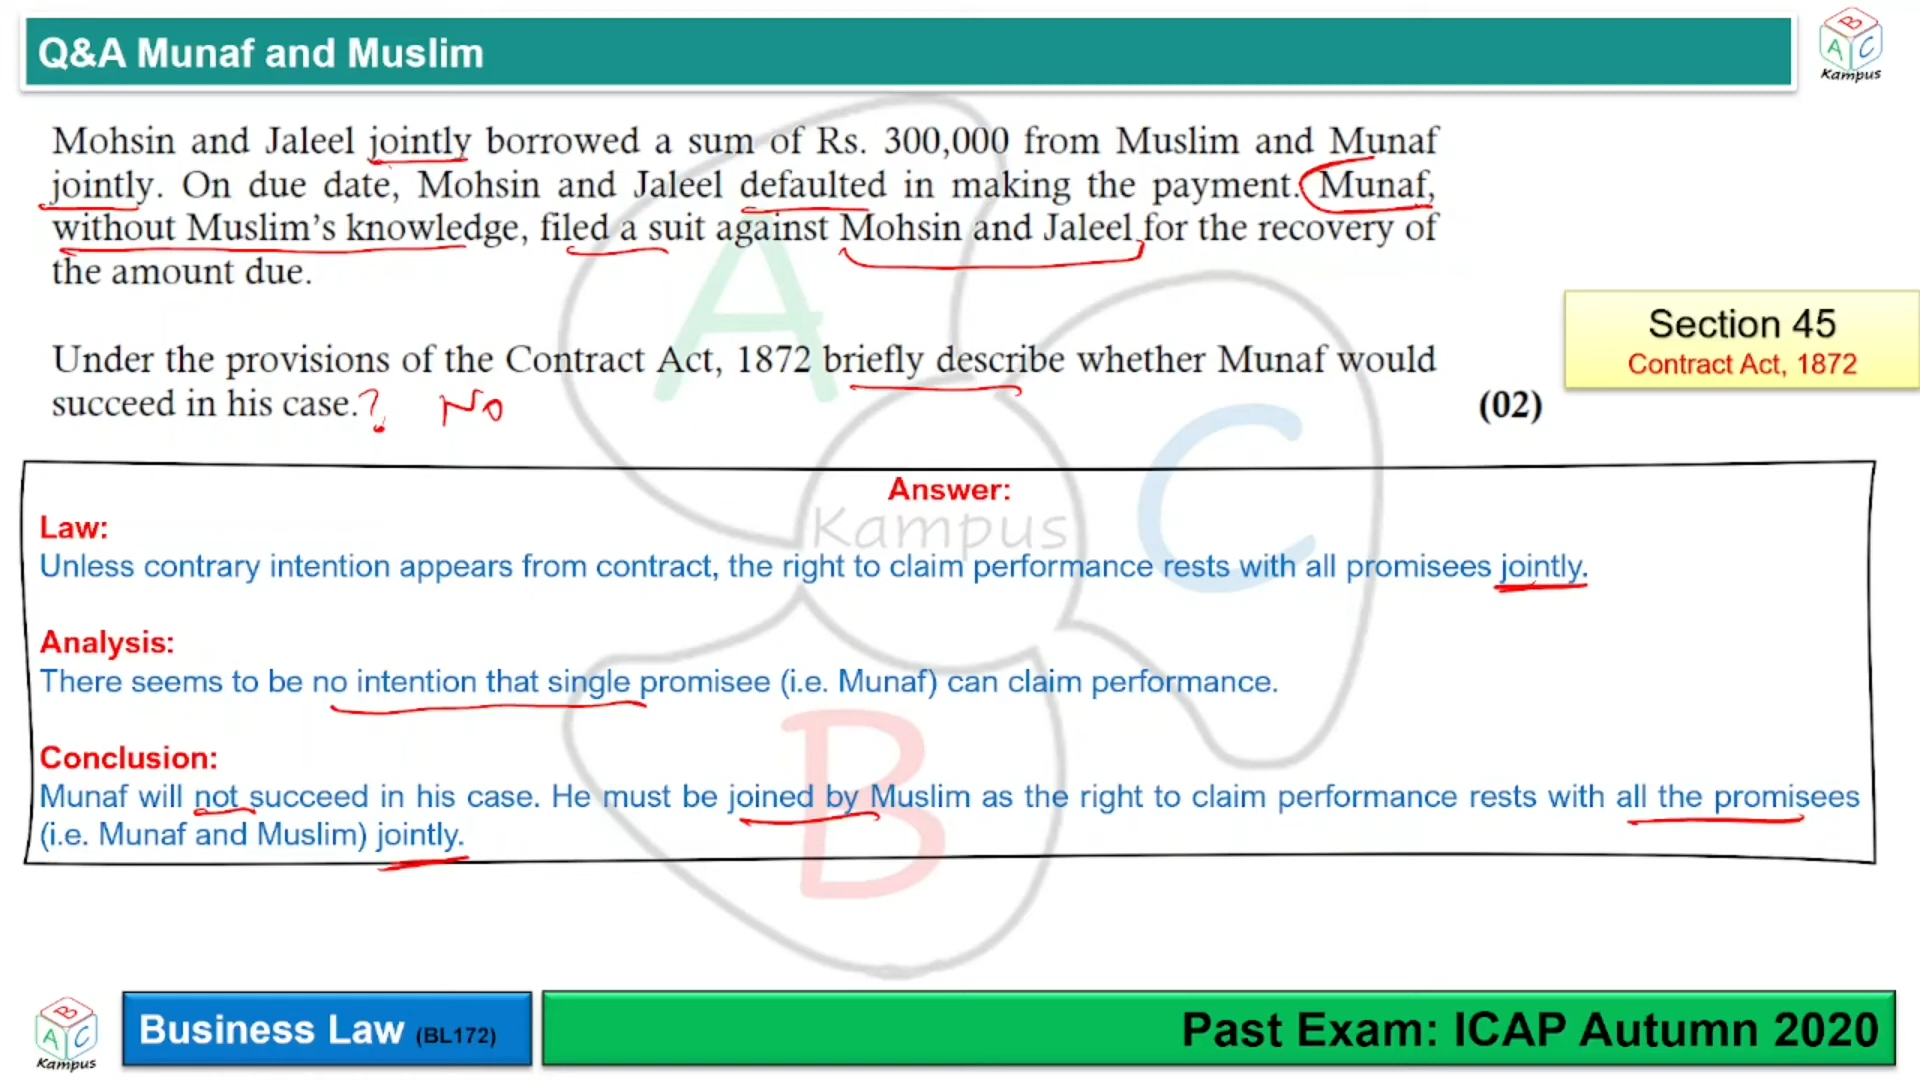 Q&A Munaf and Muslim
B
A C
Kampus
Mohsin and Jaleel jointly borrowed a sum of Rs. 300,000 from Muslim and Munaf
jointly. On due date, Mohsin and Jaleel defaulted in making the payment. Munaf,
without Muslim's knowledge, filed a suit against Mohsin and Jaleel for the recovery of
the amount due.
Section 45
Contract Act, 1872
Under the provisions of the Contract Act, 1872 briefly describe whether Munaf would
succeed in his case.? No
(02)
A
C
Kampus
B
Answer:
Law:
Unless contrary intention appears from contract, the right to claim performance rests with all promisees jointly.
Analysis:
There seems to be no intention that single promisee (i.e. Munaf) can claim performance.
Conclusion:
Munaf will not succeed in his case. He must be joined by Muslim as the right to claim performance rests with all the promisees
(i.e. Munaf and Muslim) jointly.
B
A C
Kampus
Business Law (BL172)
Past Exam: ICAP Autumn 2020